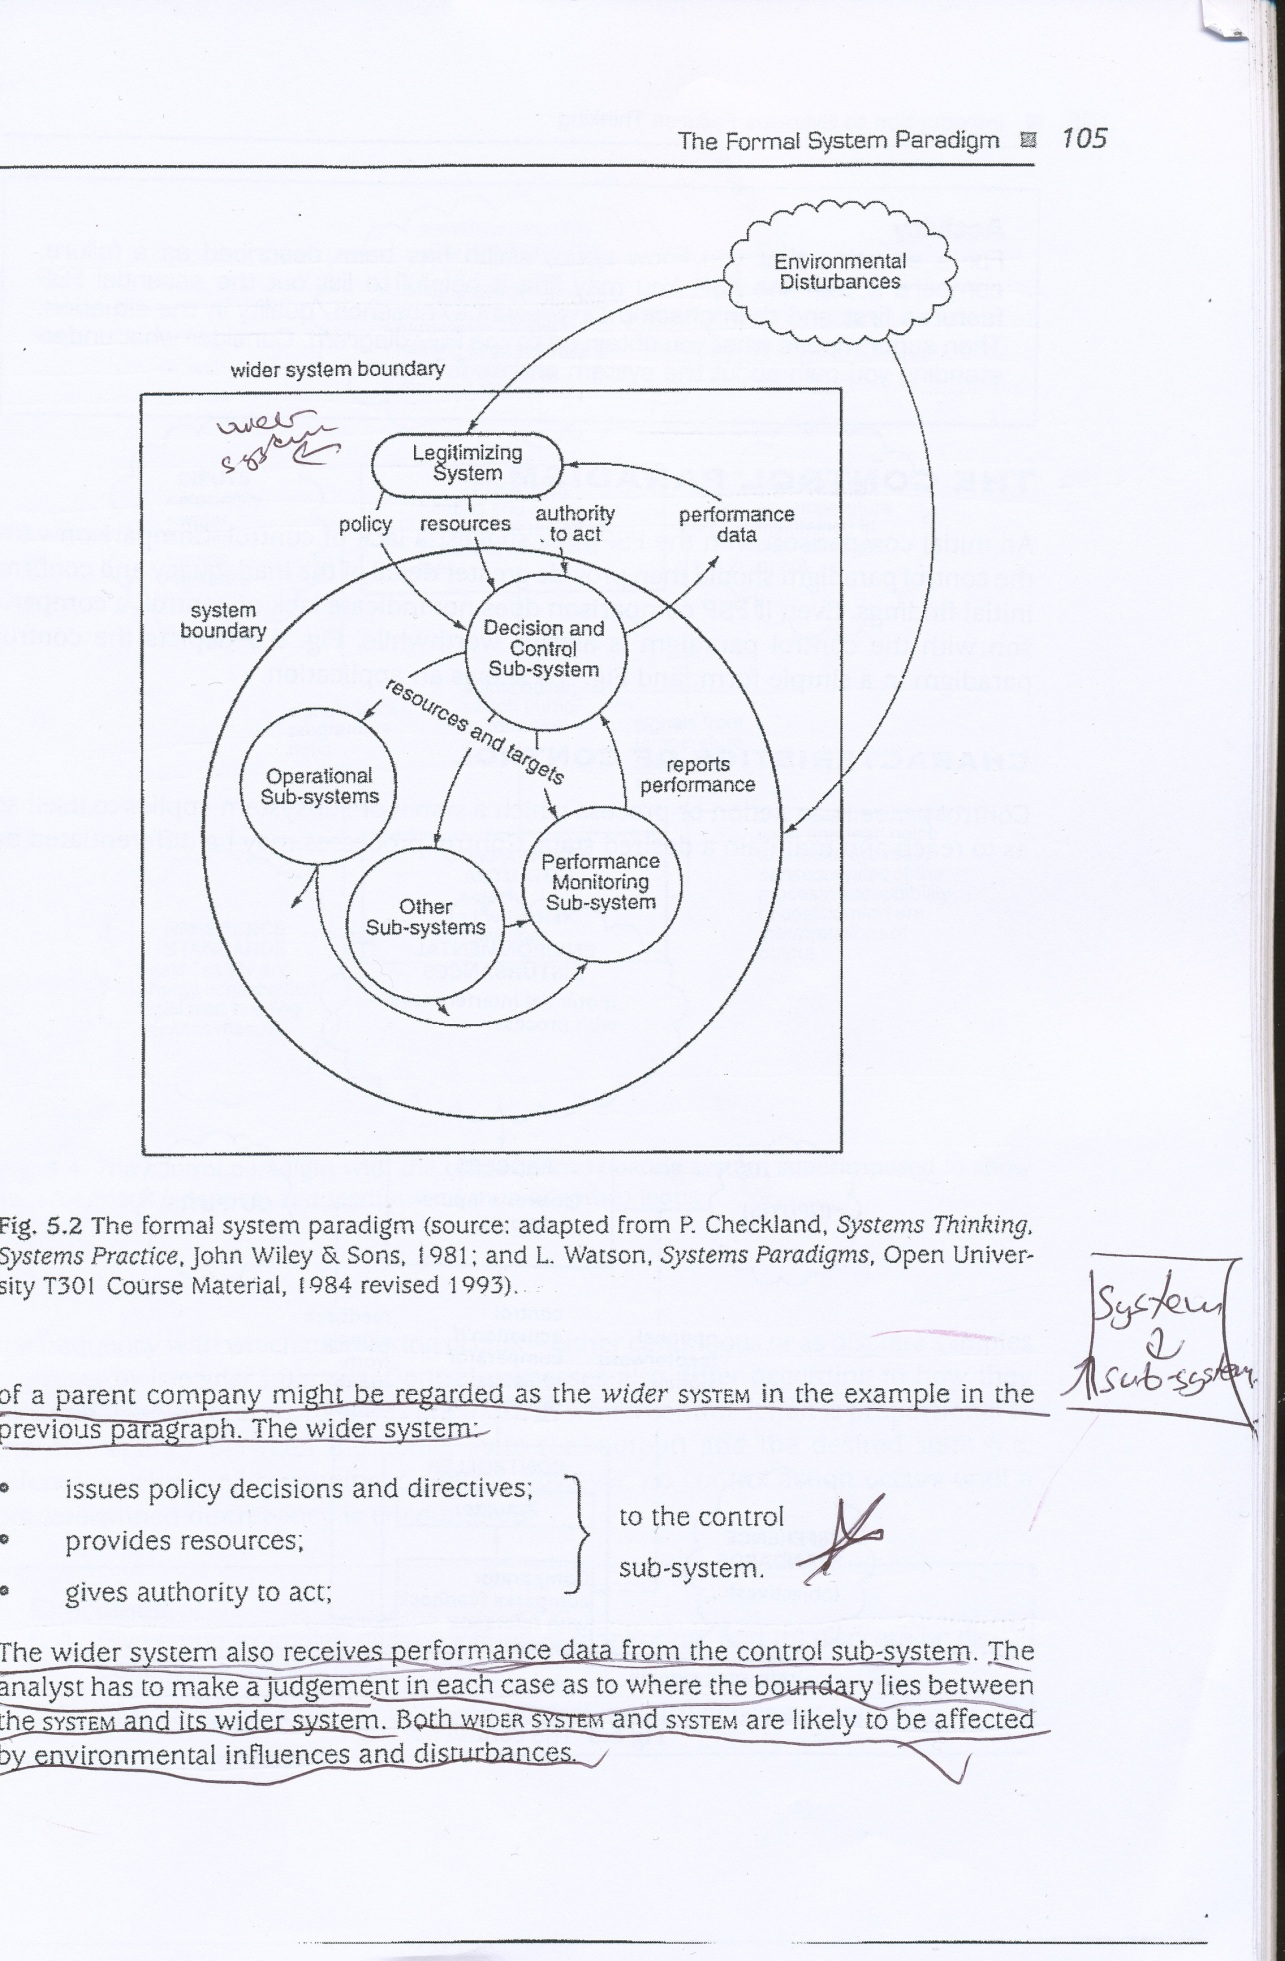 The Formal System Paradigm 105
Environmental
Disturbances
wider system boundary
system
Legitimizing
System
policy
resources
authority
to act
performance
data
system
boundary
Decision and
Control
Sub-system
resources and targets
Operational
Sub-systems
reports
performance
Performance
Monitoring
Sub-system
Other
Sub-systems
Fig. 5.2 The formal system paradigm (source: adapted from P. Checkland, Systems Thinking,
Systems Practice, John Wiley & Sons, 1981; and L. Watson, Systems Paradigms, Open Univer-
sity T301 Course Material, 1984 revised 1993).
System
sub-system
of a parent company might be regarded as the wider SYSTEM in the example in the
previous paragraph. The wider system:
• issues policy decisions and directives;
• provides resources;
• gives authority to act;
to the control
sub-system.
The wider system also receives performance data from the control sub-system. The
analyst has to make a judgement in each case as to where the boundary lies between
the SYSTEM and its wider system. Both WIDER SYSTEM and SYSTEM are likely to be affected
by environmental influences and disturbances.